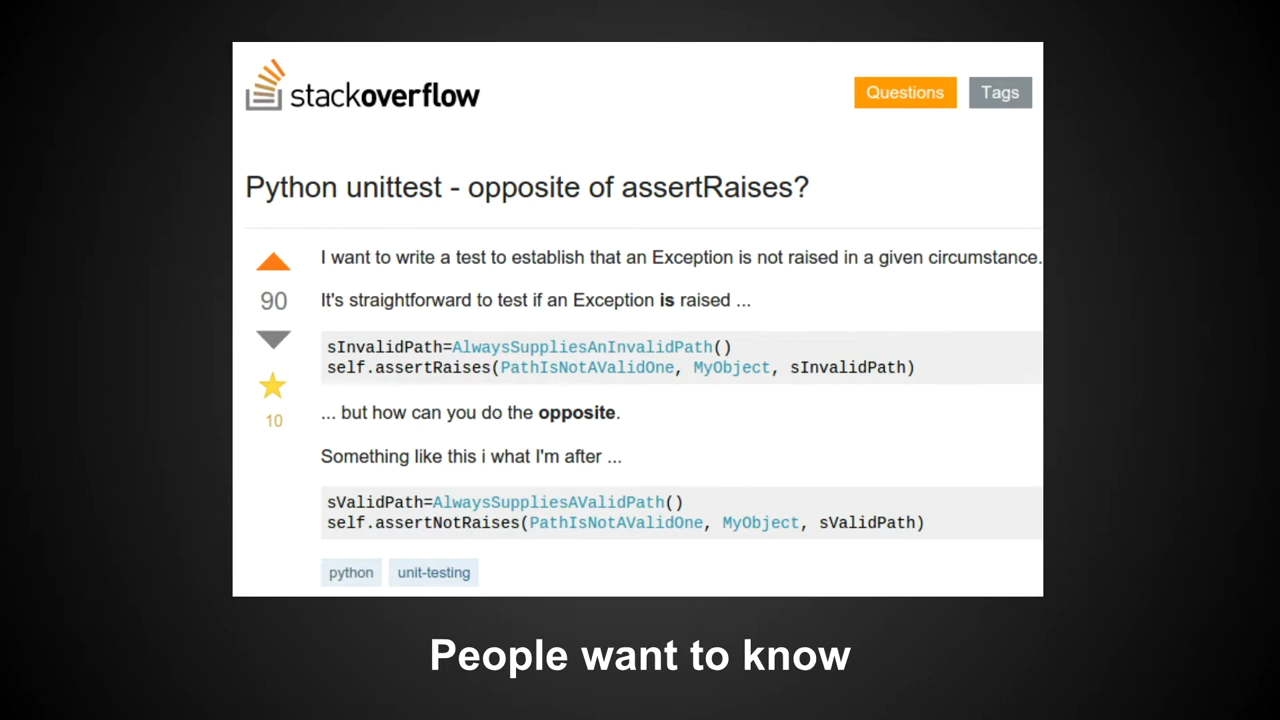 stackoverflow
Questions Tags
Python unittest - opposite of assertRaises?
I want to write a test to establish that an Exception is not raised in a given circumstance.
90
It's straightforward to test if an Exception is raised ...
sInvalidPath=AlwaysSuppliesAnInvalidPath()
self.assertRaises(PathIsNotAValidOne, MyObject, sInvalidPath)
10
... but how can you do the opposite.
Something like this i what I'm after ...
sValidPath=AlwaysSuppliesAValidPath()
self.assertNotRaises(PathIsNotAValidOne, MyObject, sValidPath)
python unit-testing
People want to know